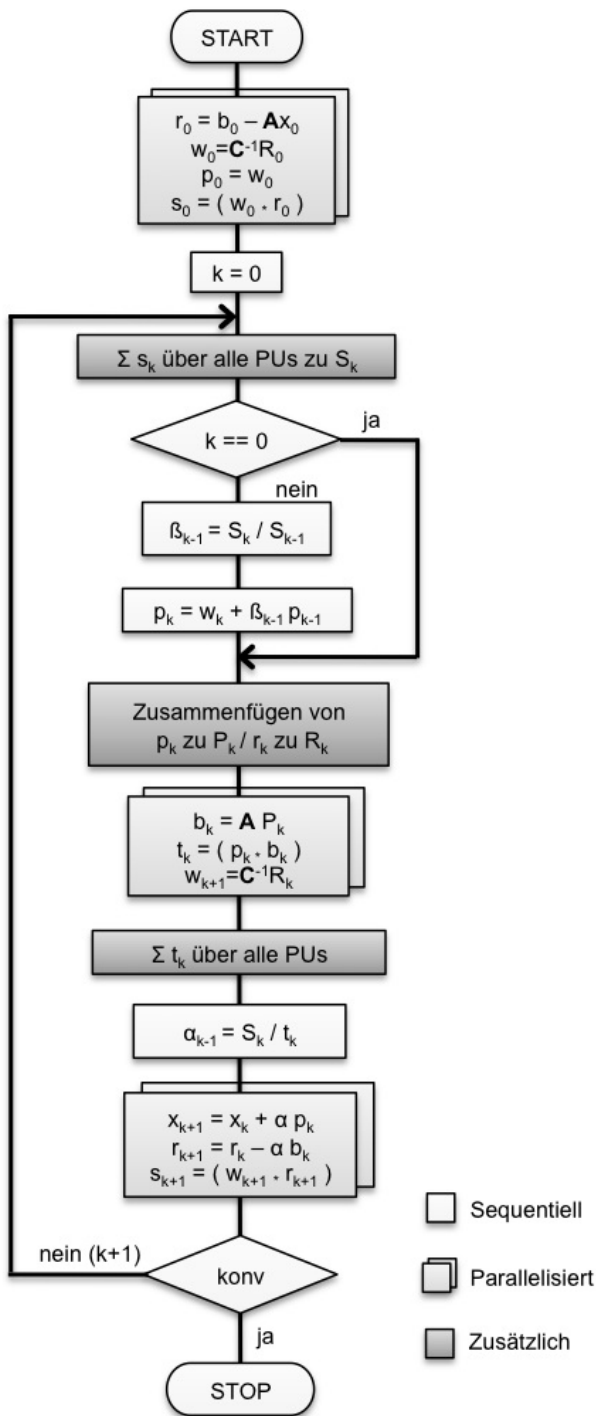 START
r₀ = b₀ – Ax₀
w₀=C⁻¹R₀
p₀ = w₀
s₀ = ( w₀ * r₀ )
k = 0
Σ sₖ über alle PUs zu Sₖ
k == 0
ja
nein
ßₖ₋₁ = Sₖ / Sₖ₋₁
pₖ = wₖ + ßₖ₋₁ pₖ₋₁
Zusammenfügen von
pₖ zu Pₖ / rₖ zu Rₖ
bₖ = A Pₖ
tₖ = ( pₖ * bₖ )
wₖ₊₁=C⁻¹Rₖ
Σ tₖ über alle PUs
αₖ₋₁ = Sₖ / tₖ
xₖ₊₁ = xₖ + α pₖ
rₖ₊₁ = rₖ – α bₖ
sₖ₊₁ = ( wₖ₊₁ * rₖ₊₁ )
nein (k+1)
konv
ja
STOP
Sequentiell
Parallelisiert
Zusätzlich